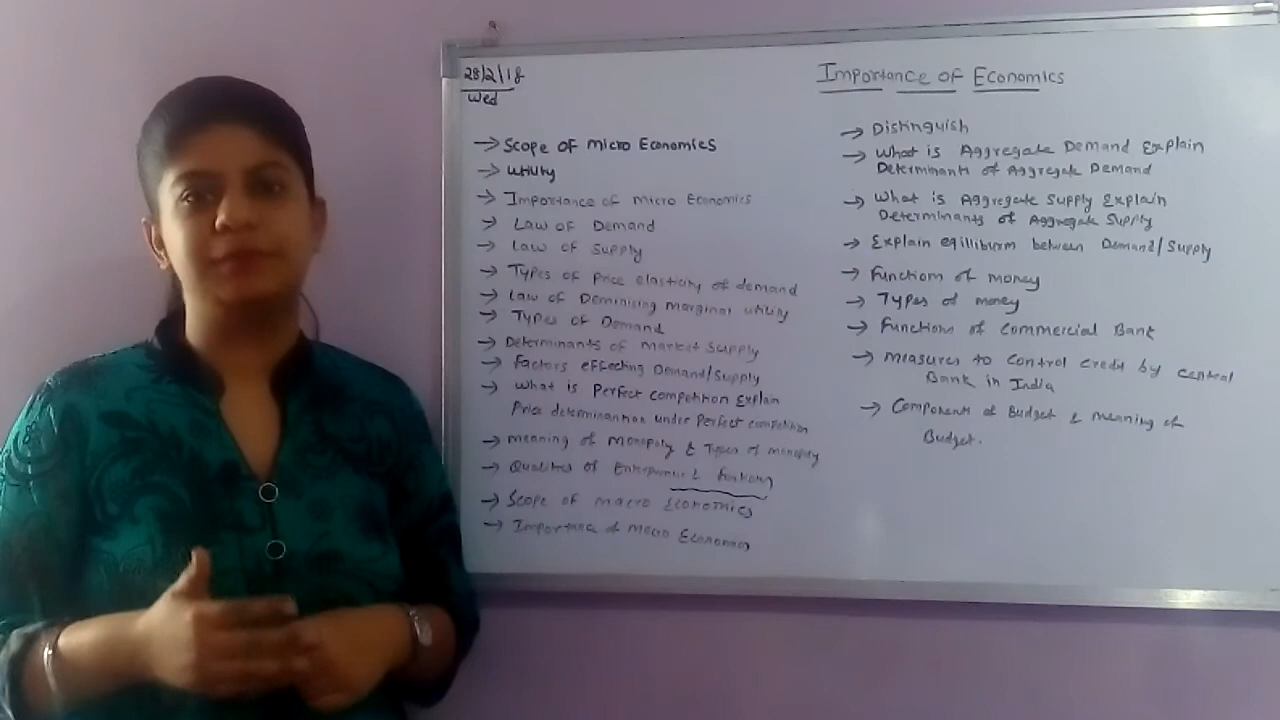 28/2/18
Wed
Importance of Economics
→ Scope of micro Economics
→ Utility
→ Importance of micro Economics
→ Law of Demand
→ Law of Supply
→ Types of Price elasticity of demand
→ Law of Deminising marginal utility
→ Types of Demand
→ Determinants of market Supply
→ Factors effecting Demand/Supply
→ What is Perfect competition Explain
Price determination under Perfect competition
→ meaning of monopoly & Types of monopoly
→ Qualities of Enterpreneur & functions
→ Scope of macro Economics
→ Importance of macro Economics
→ Distinguish
→ What is Aggregate Demand Explain
Determinants of Aggregate Demand
→ What is Aggregate Supply Explain
Determinants of Aggregate Supply
→ Explain eqiliburm between Demand/Supply
→ Functions of money
→ Types of money
→ Functions of Commercial Bank
→ Measures to control credit by central
Bank in India
→ Components of Budget & meaning of
Budget.